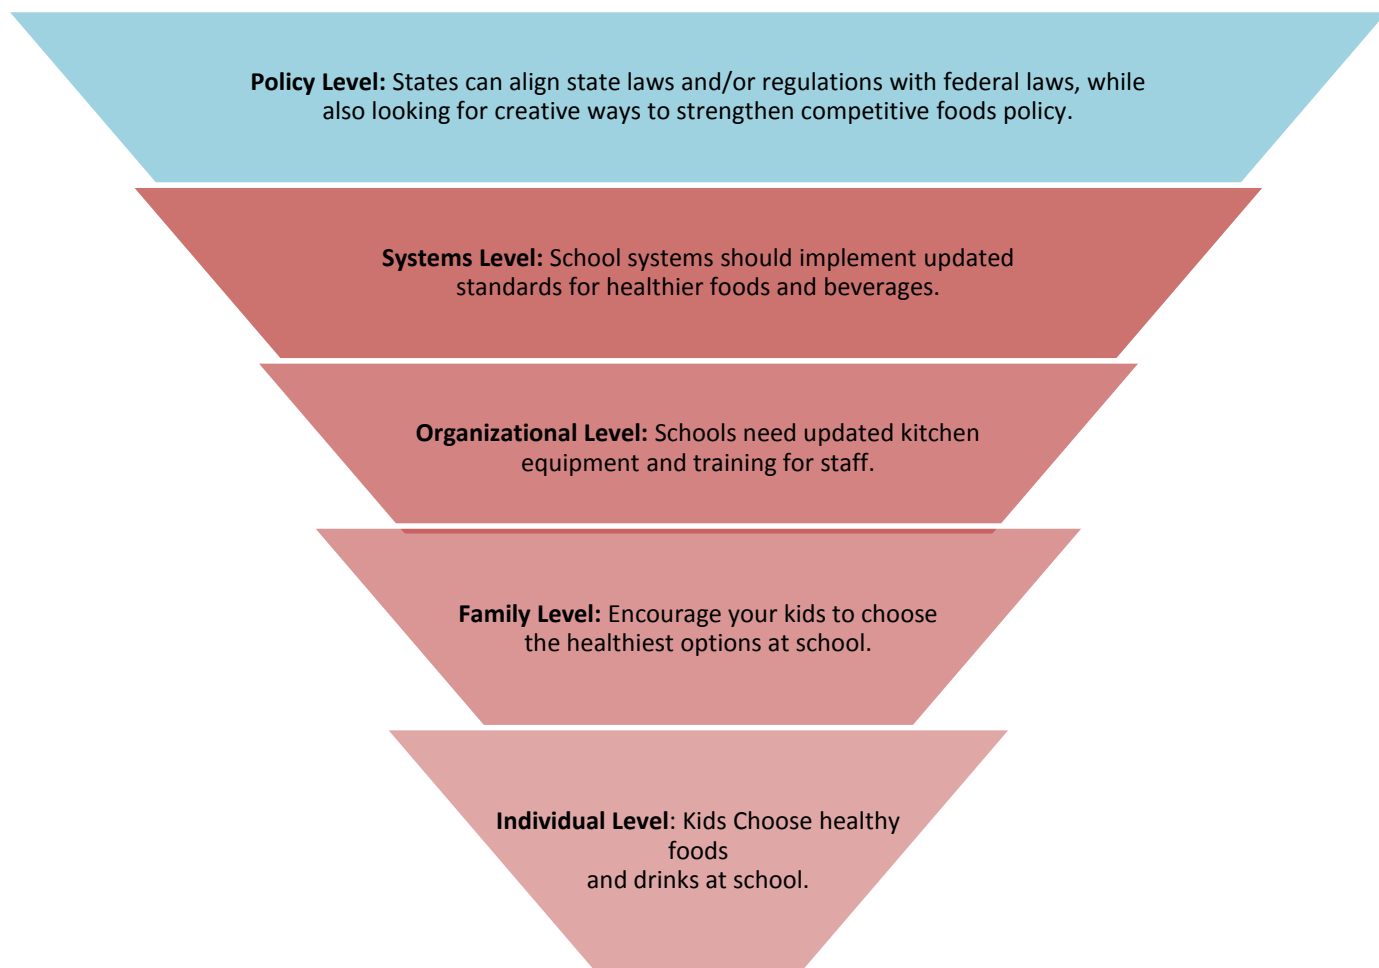 Policy Level: States can align state laws and/or regulations with federal laws, while
also looking for creative ways to strengthen competitive foods policy.
Systems Level: School systems should implement updated
standards for healthier foods and beverages.
Organizational Level: Schools need updated kitchen
equipment and training for staff.
Family Level: Encourage your kids to choose
the healthiest options at school.
Individual Level: Kids Choose healthy
foods
and drinks at school.